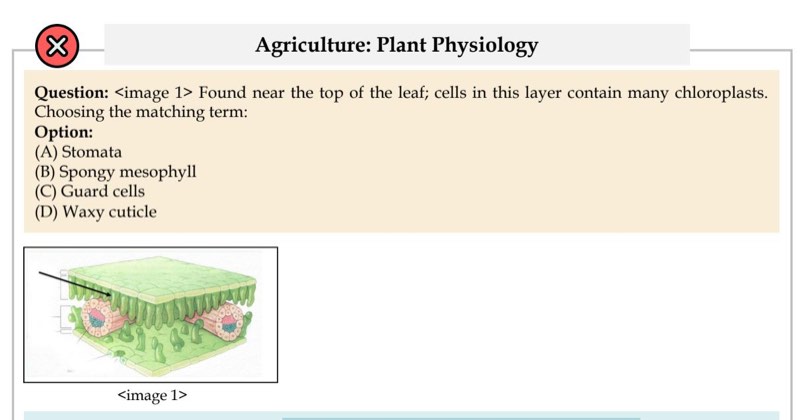 Agriculture: Plant Physiology
Question: <image 1> Found near the top of the leaf; cells in this layer contain many chloroplasts.
Choosing the matching term:
Option:
(A) Stomata
(B) Spongy mesophyll
(C) Guard cells
(D) Waxy cuticle
<image 1>